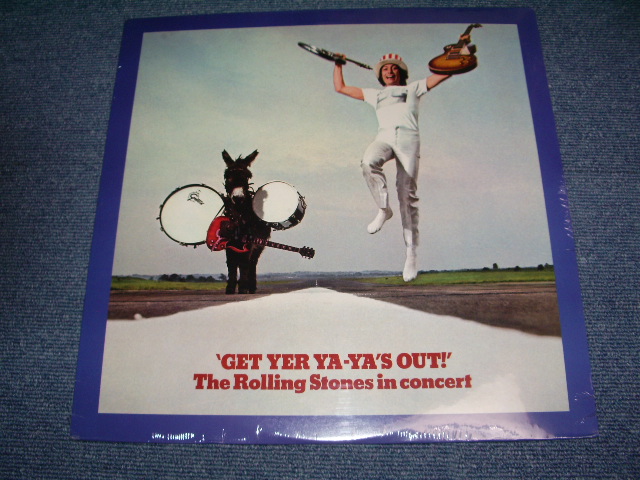 ‘GET YER YA-YA'S OUT!’
The Rolling Stones in concert